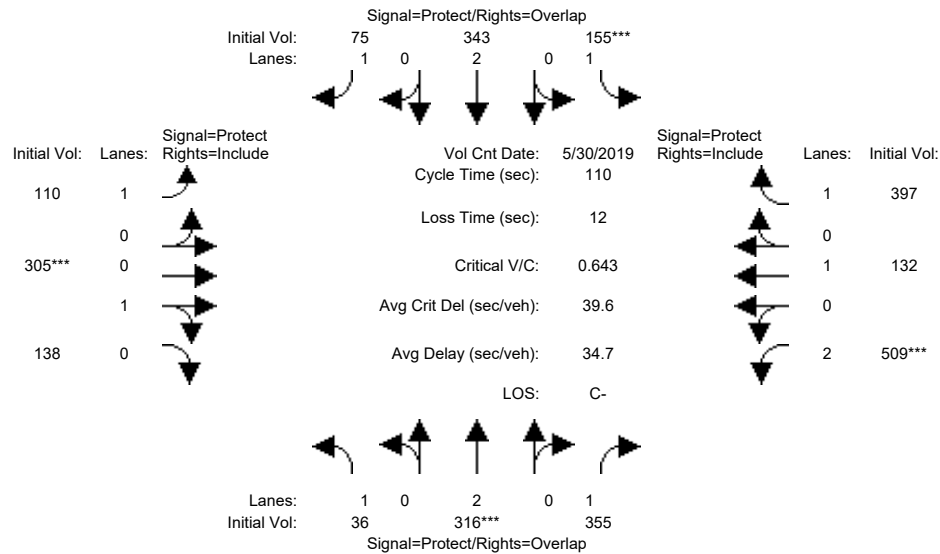 Signal=Protect/Rights=Overlap
Initial Vol: 75 343 155***
Lanes: 1 0 2 0 1
Signal=Protect
Initial Vol: Lanes: Rights=Include
Vol Cnt Date: 5/30/2019
Signal=Protect
Rights=Include Lanes: Initial Vol:
Cycle Time (sec): 110
110 1
1 397
Loss Time (sec): 12
0
0
305*** 0
Critical V/C: 0.643
1 132
1
Avg Crit Del (sec/veh): 39.6
0
138 0
Avg Delay (sec/veh): 34.7
2 509***
LOS: C-
Lanes: 1 0 2 0 1
Initial Vol: 36 316*** 355
Signal=Protect/Rights=Overlap